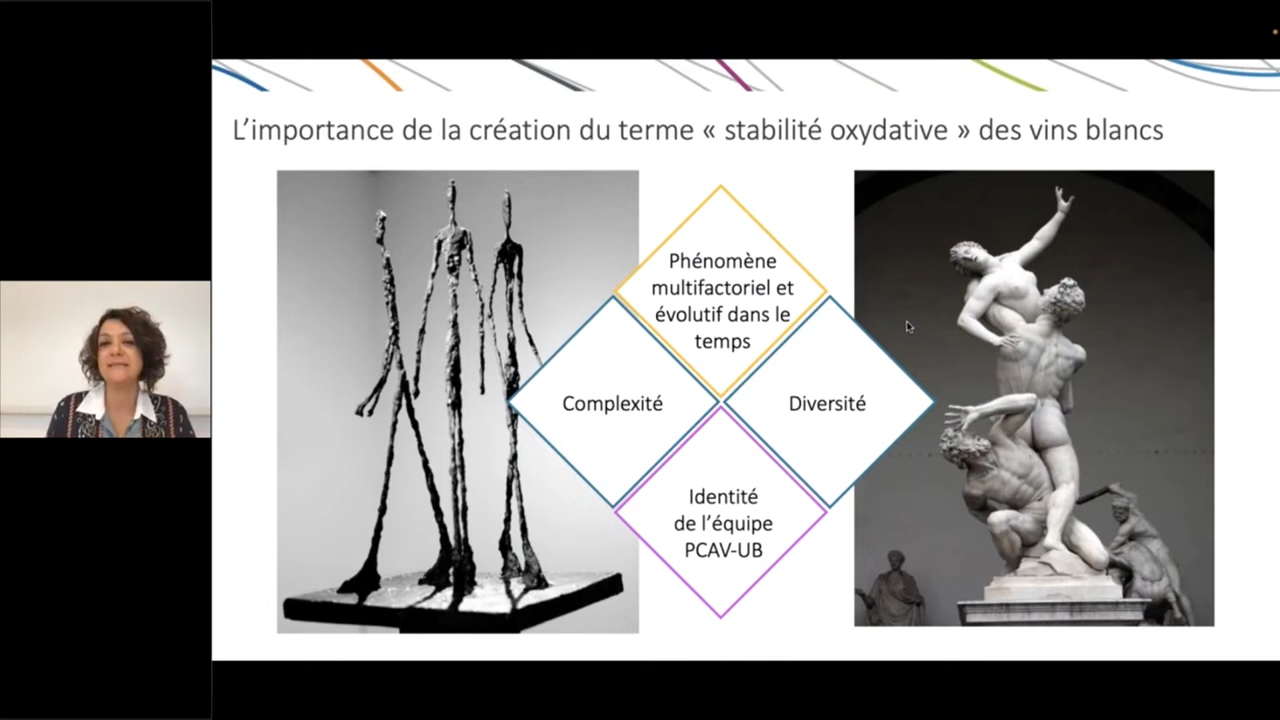 L’importance de la création du terme « stabilité oxydative » des vins blancs
Phénomène
multifactoriel et
évolutif dans le
temps
Complexité
Diversité
Identité
de l’équipe
PCAV-UB